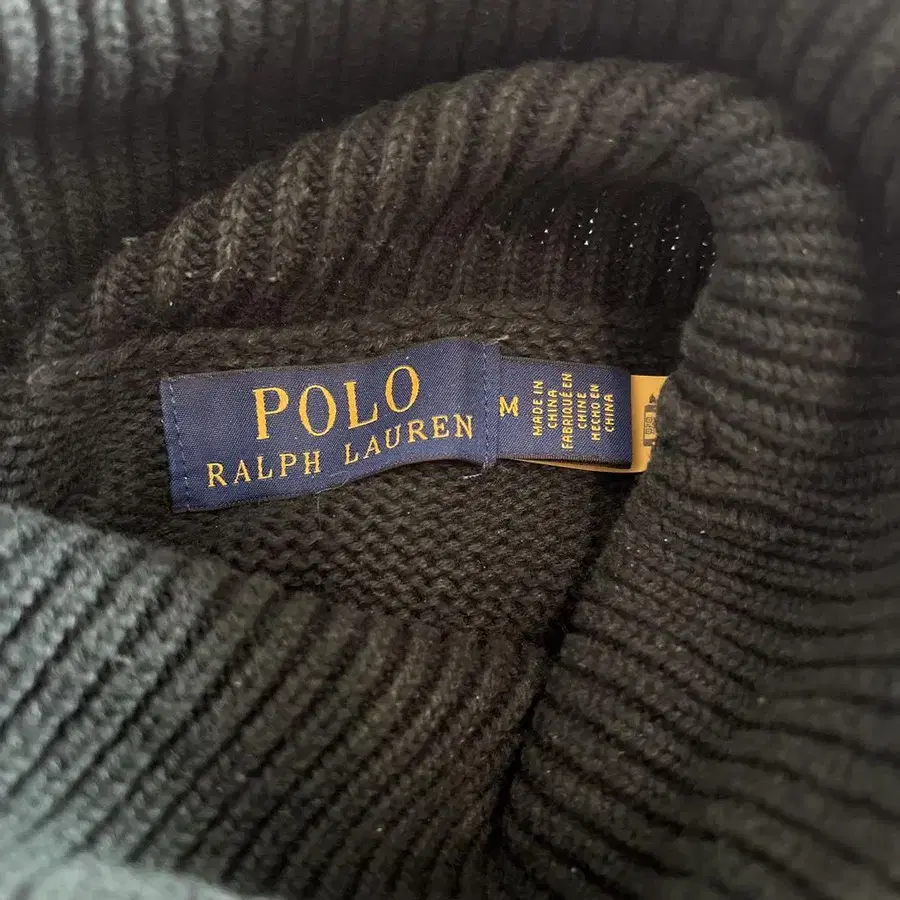 POLO
RALPH LAUREN
M
MADE IN
CHINA
FABRIQUÉ EN
CHINE
HECHO EN
CHINA